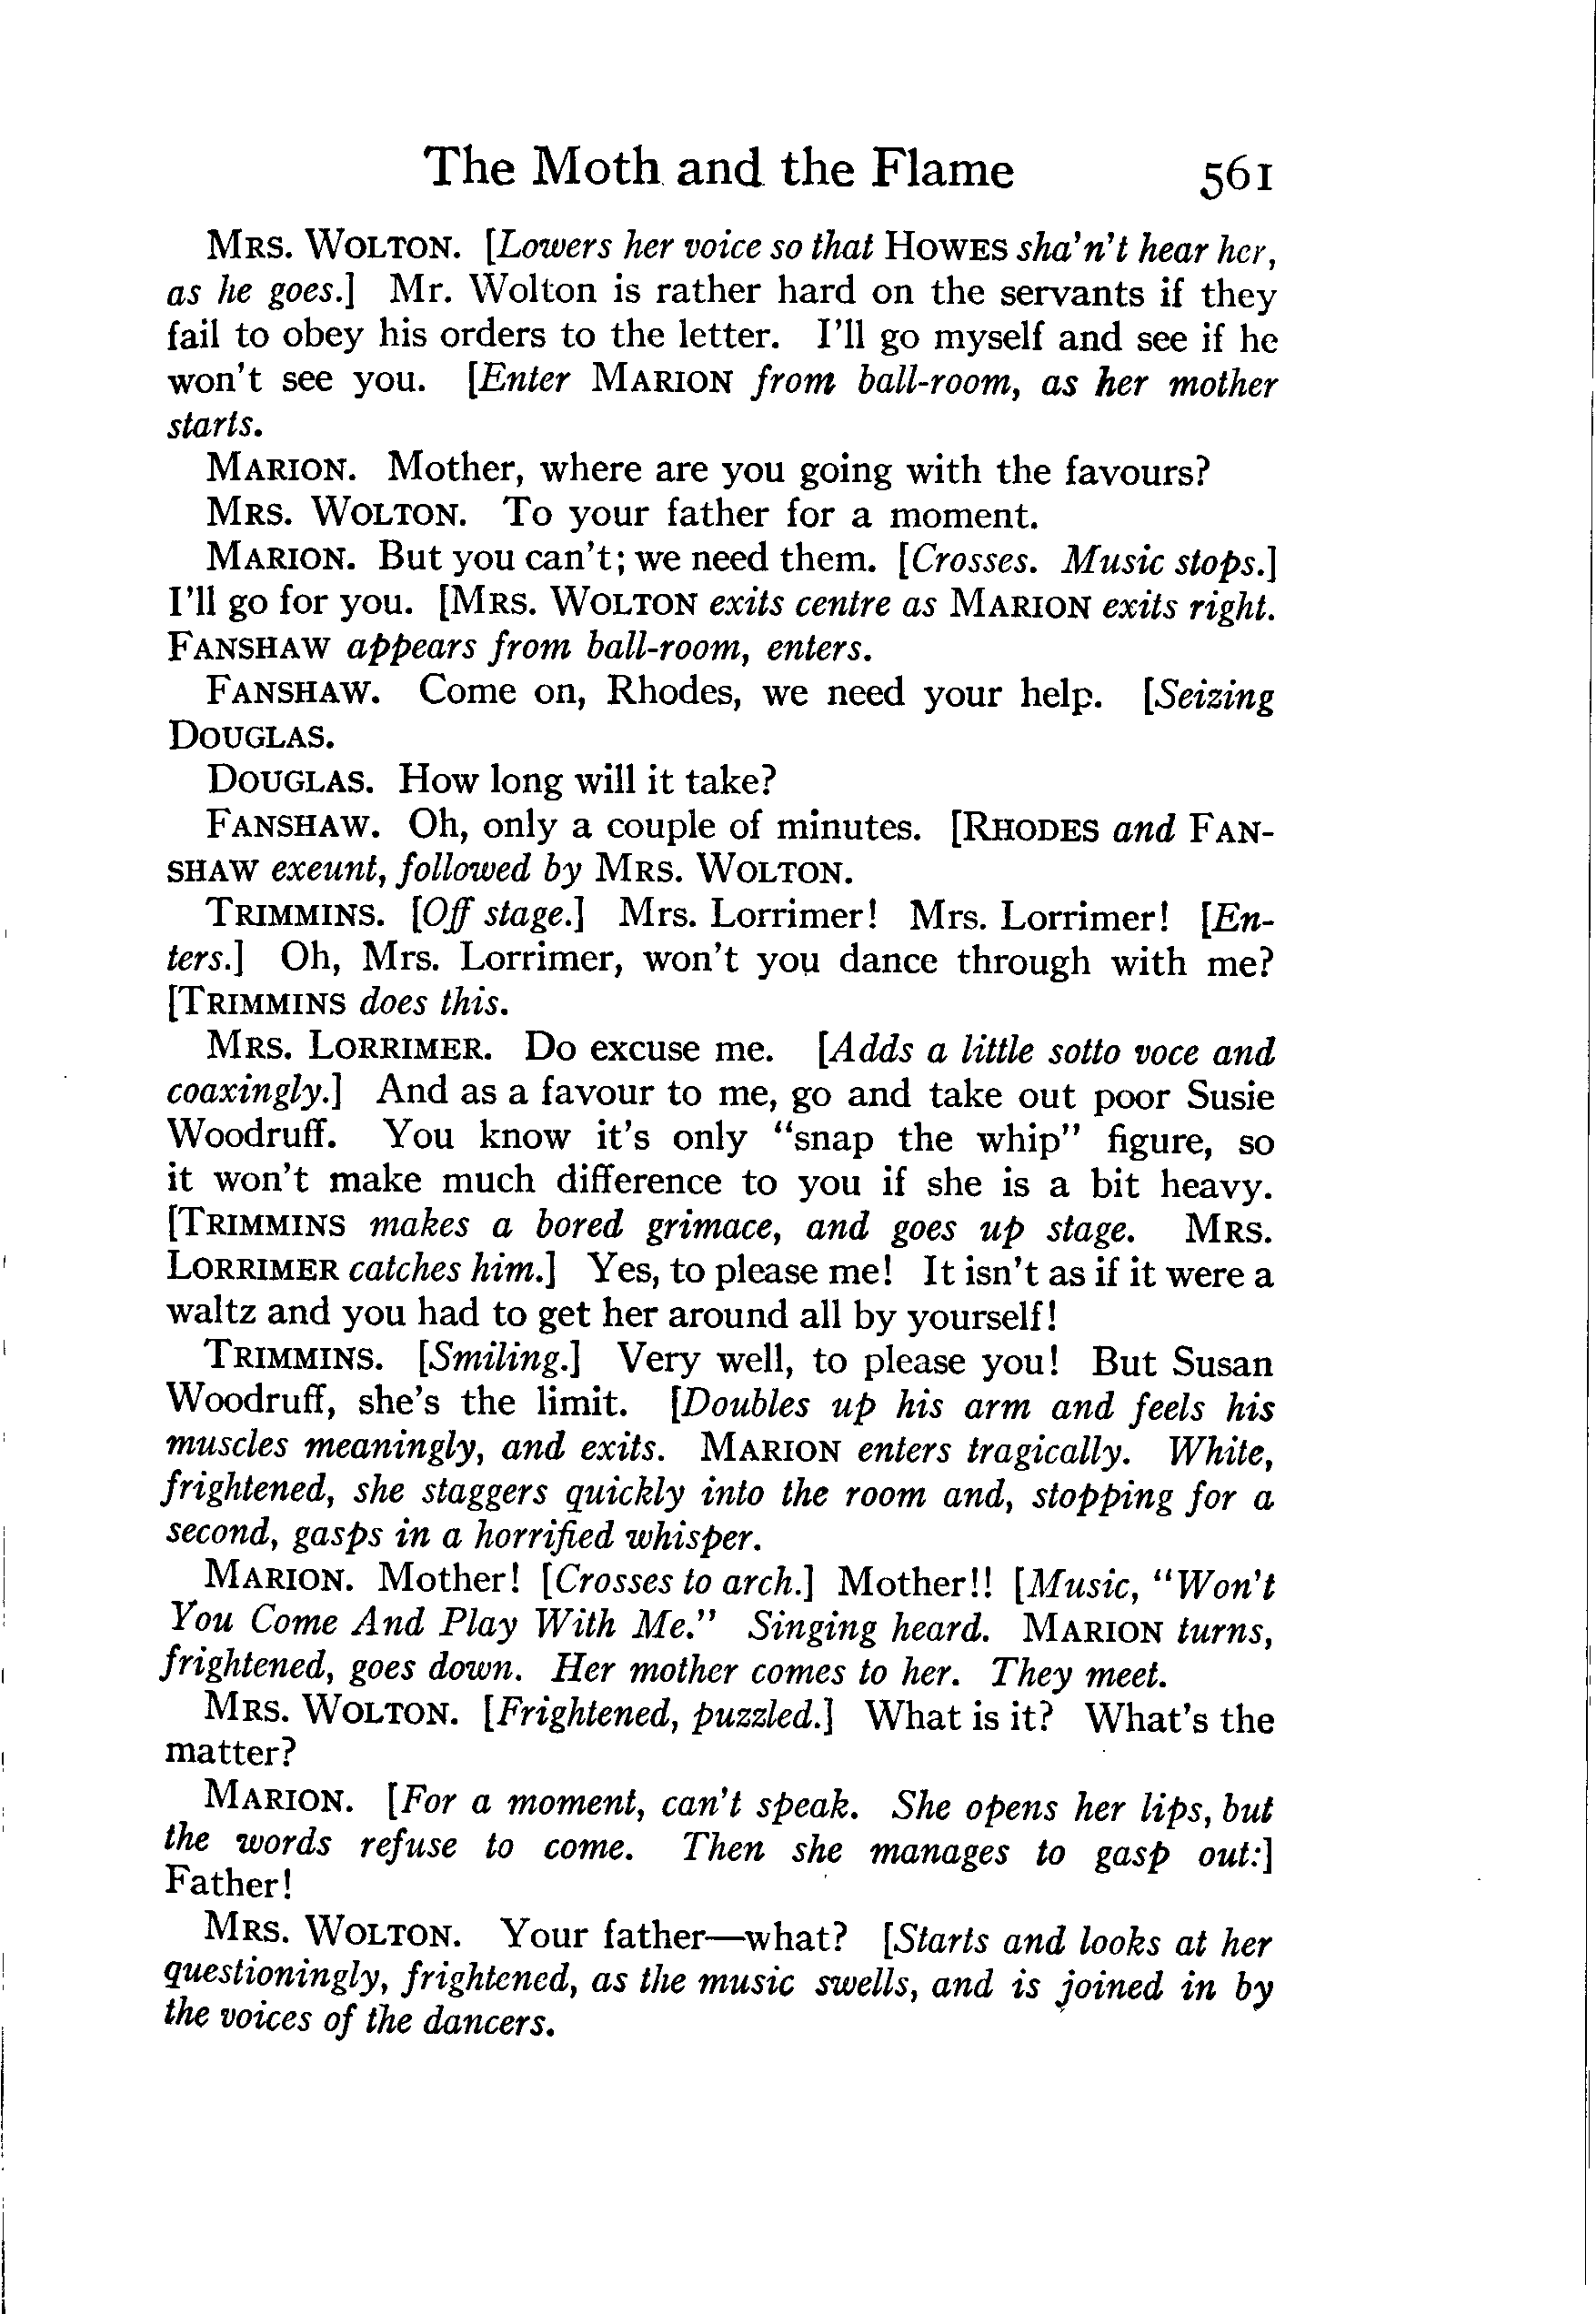 The Moth and the Flame 561
MRS. WOLTON. [Lowers her voice so that HOWES sha'n't hear her,
as he goes.] Mr. Wolton is rather hard on the servants if they
fail to obey his orders to the letter. I'll go myself and see if he
won't see you. [Enter MARION from ball-room, as her mother
starts.
MARION. Mother, where are you going with the favours?
MRS. WOLTON. To your father for a moment.
MARION. But you can't; we need them. [Crosses. Music stops.]
I'll go for you. [MRS. WOLTON exits centre as MARION exits right.
FANSHAW appears from ball-room, enters.
FANSHAW. Come on, Rhodes, we need your help. [Seizing
DOUGLAS.
DOUGLAS. How long will it take?
FANSHAW. Oh, only a couple of minutes. [RHODES and FAN-
SHAW exeunt, followed by MRS. WOLTON.
TRIMMINS. [Off stage.] Mrs. Lorrimer! Mrs. Lorrimer! [En-
ters.] Oh, Mrs. Lorrimer, won't you dance through with me?
[TRIMMINS does this.
MRS. LORRIMER. Do excuse me. [Adds a little sotto voce and
coaxingly.] And as a favour to me, go and take out poor Susie
Woodruff. You know it's only "snap the whip" figure, so
it won't make much difference to you if she is a bit heavy.
[TRIMMINS makes a bored grimace, and goes up stage. MRS.
LORRIMER catches him.] Yes, to please me! It isn't as if it were a
waltz and you had to get her around all by yourself!
TRIMMINS. [Smiling.] Very well, to please you! But Susan
Woodruff, she's the limit. [Doubles up his arm and feels his
muscles meaningly, and exits. MARION enters tragically. White,
frightened, she staggers quickly into the room and, stopping for a
second, gasps in a horrified whisper.
MARION. Mother! [Crosses to arch.] Mother!! [Music, "Won't
You Come And Play With Me." Singing heard. MARION turns,
frightened, goes down. Her mother comes to her. They meet.
MRS. WOLTON. [Frightened, puzzled.] What is it? What's the
matter?
MARION. [For a moment, can't speak. She opens her lips, but
the words refuse to come. Then she manages to gasp out:]
Father!
MRS. WOLTON. Your father—what? [Starts and looks at her
questioningly, frightened, as the music swells, and is joined in by
the voices of the dancers.